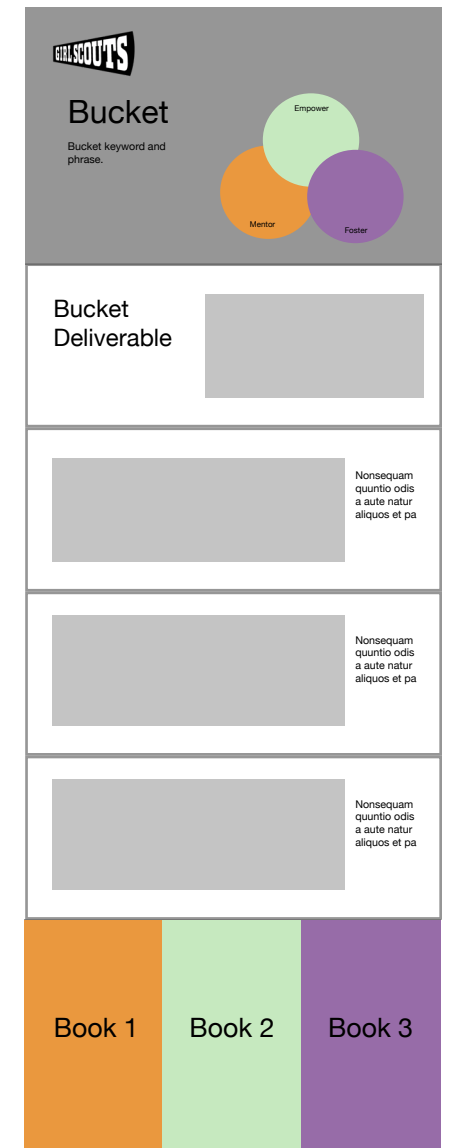 GIRL SCOUTS
Bucket
Bucket keyword and
phrase.
Empower
Mentor
Foster
Bucket
Deliverable
Nonsequam
quuntio odis
a aute natur
aliquos et pa
Nonsequam
quuntio odis
a aute natur
aliquos et pa
Nonsequam
quuntio odis
a aute natur
aliquos et pa
Book 1
Book 2
Book 3